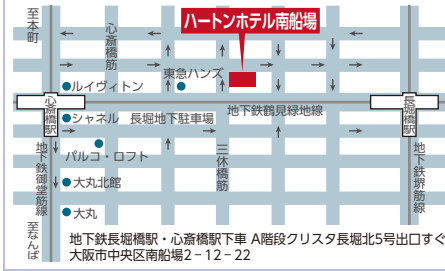 至本町
心斎橋筋
ハートンホテル南船場
東急ハンズ
ルイヴィトン
心斎橋駅
長堀橋駅
地下鉄鶴見緑地線
シャネル
長堀地下駐車場
パルコ・ロフト
三休橋筋
地下鉄御堂筋線
地下鉄堺筋線
大丸北館
大丸
至なんば
地下鉄長堀橋駅・心斎橋駅下車 A階段クリスタ長堀北5号出口すぐ
大阪市中央区南船場2−12−22